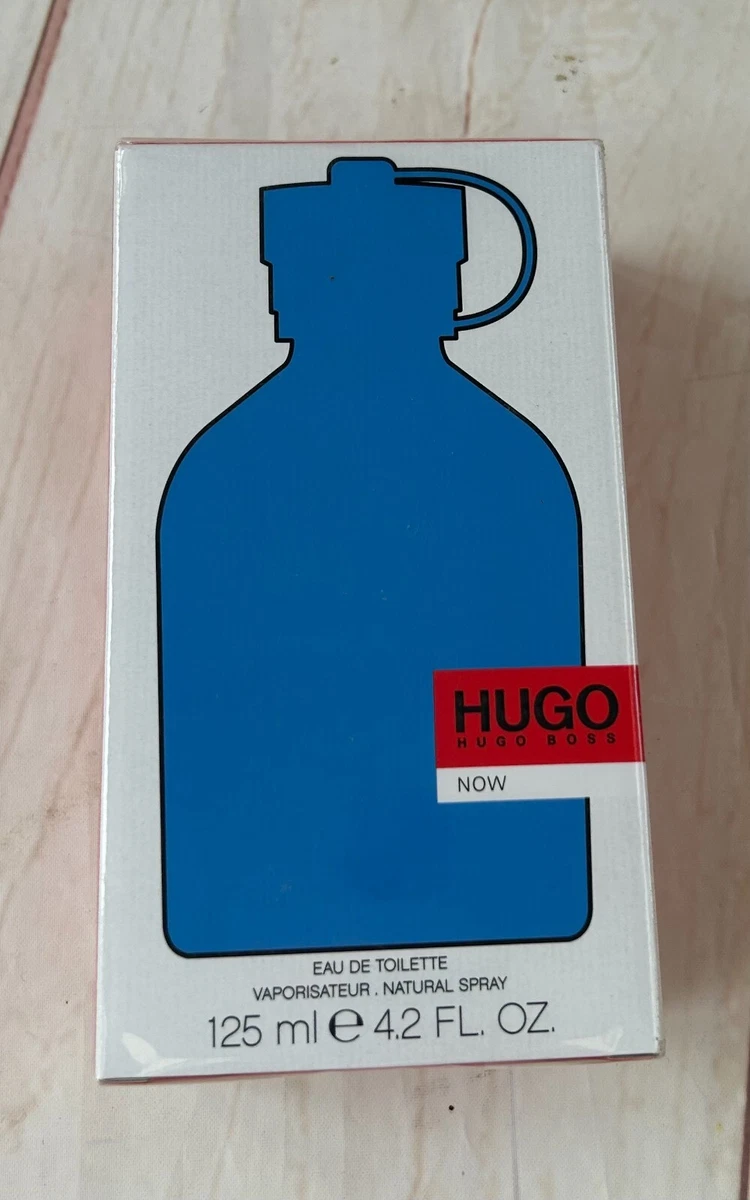 HUGO
HUGO BOSS
NOW
EAU DE TOILETTE
VAPORISATEUR . NATURAL SPRAY
125 ml ℮ 4.2 FL. OZ.